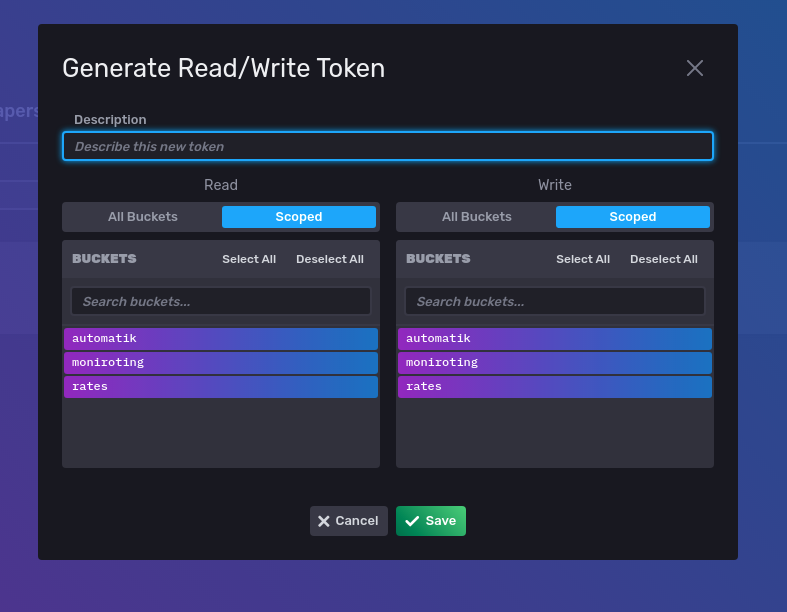 Generate Read/Write Token
apers
Description
Describe this new token
Read
Write
All Buckets
Scoped
All Buckets
Scoped
BUCKETS
Select All
Deselect All
BUCKETS
Select All
Deselect All
Search buckets...
Search buckets...
automatik
moniroting
rates
automatik
moniroting
rates
Cancel
Save